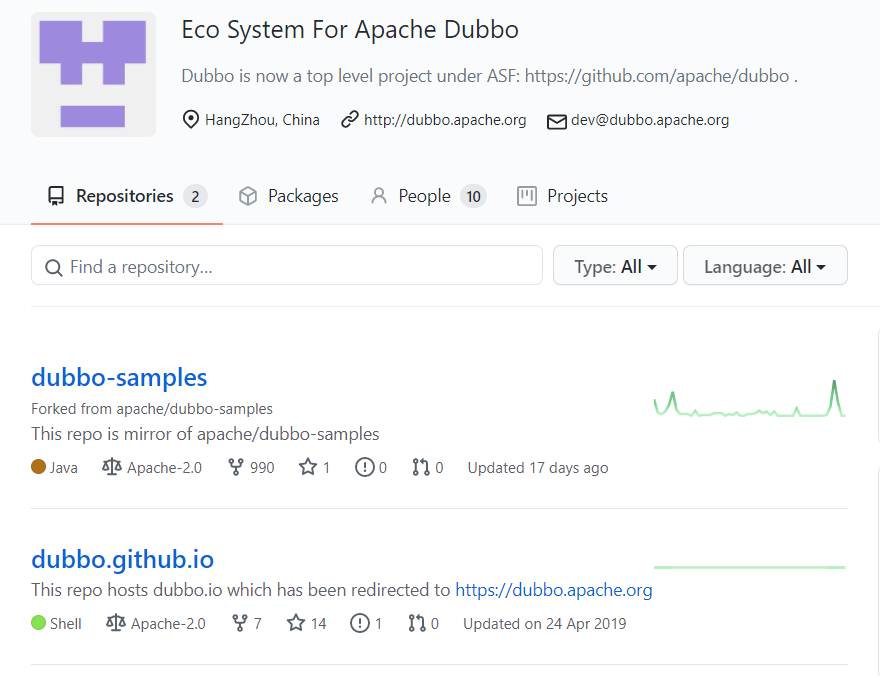 Eco System For Apache Dubbo
Dubbo is now a top level project under ASF: https://github.com/apache/dubbo .
HangZhou, China http://dubbo.apache.org dev@dubbo.apache.org
Repositories 2 Packages People 10 Projects
Find a repository... Type: All Language: All
dubbo-samples
Forked from apache/dubbo-samples
This repo is mirror of apache/dubbo-samples
Java Apache-2.0 990 1 0 0 Updated 17 days ago
dubbo.github.io
This repo hosts dubbo.io which has been redirected to https://dubbo.apache.org
Shell Apache-2.0 7 14 1 0 Updated on 24 Apr 2019